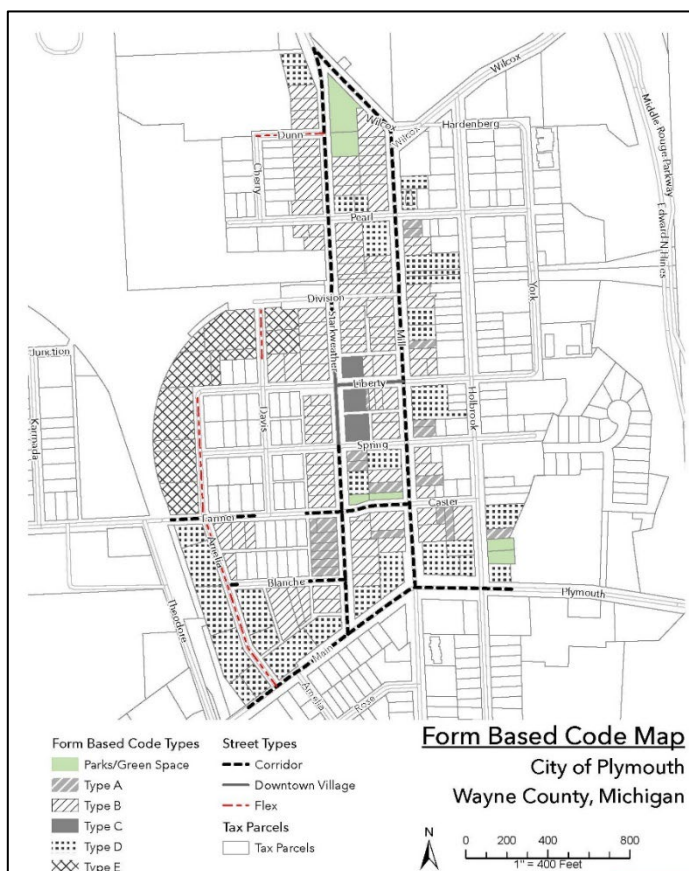 Wilcox
Middle Rouge Parkway
Wilcox
Wilcox
Hardenberg
Dunn
Cherry
Pearl
Edward N Hines
York
Division
Starkweather
Mill
Junction
Liberty
Karmada
Davis
Holbrook
Spring
Caster
Farmer
Amelia
Blanche
Theodore
Plymouth
Main
Amelia
Rose
Form Based Code Map
City of Plymouth
Wayne County, Michigan
Form Based Code Types
Parks/Green Space
Type A
Type B
Type C
Type D
Type E
Street Types
Corridor
Downtown Village
Flex
Tax Parcels
Tax Parcels
N
0 200 400 600 800
1" = 400 Feet